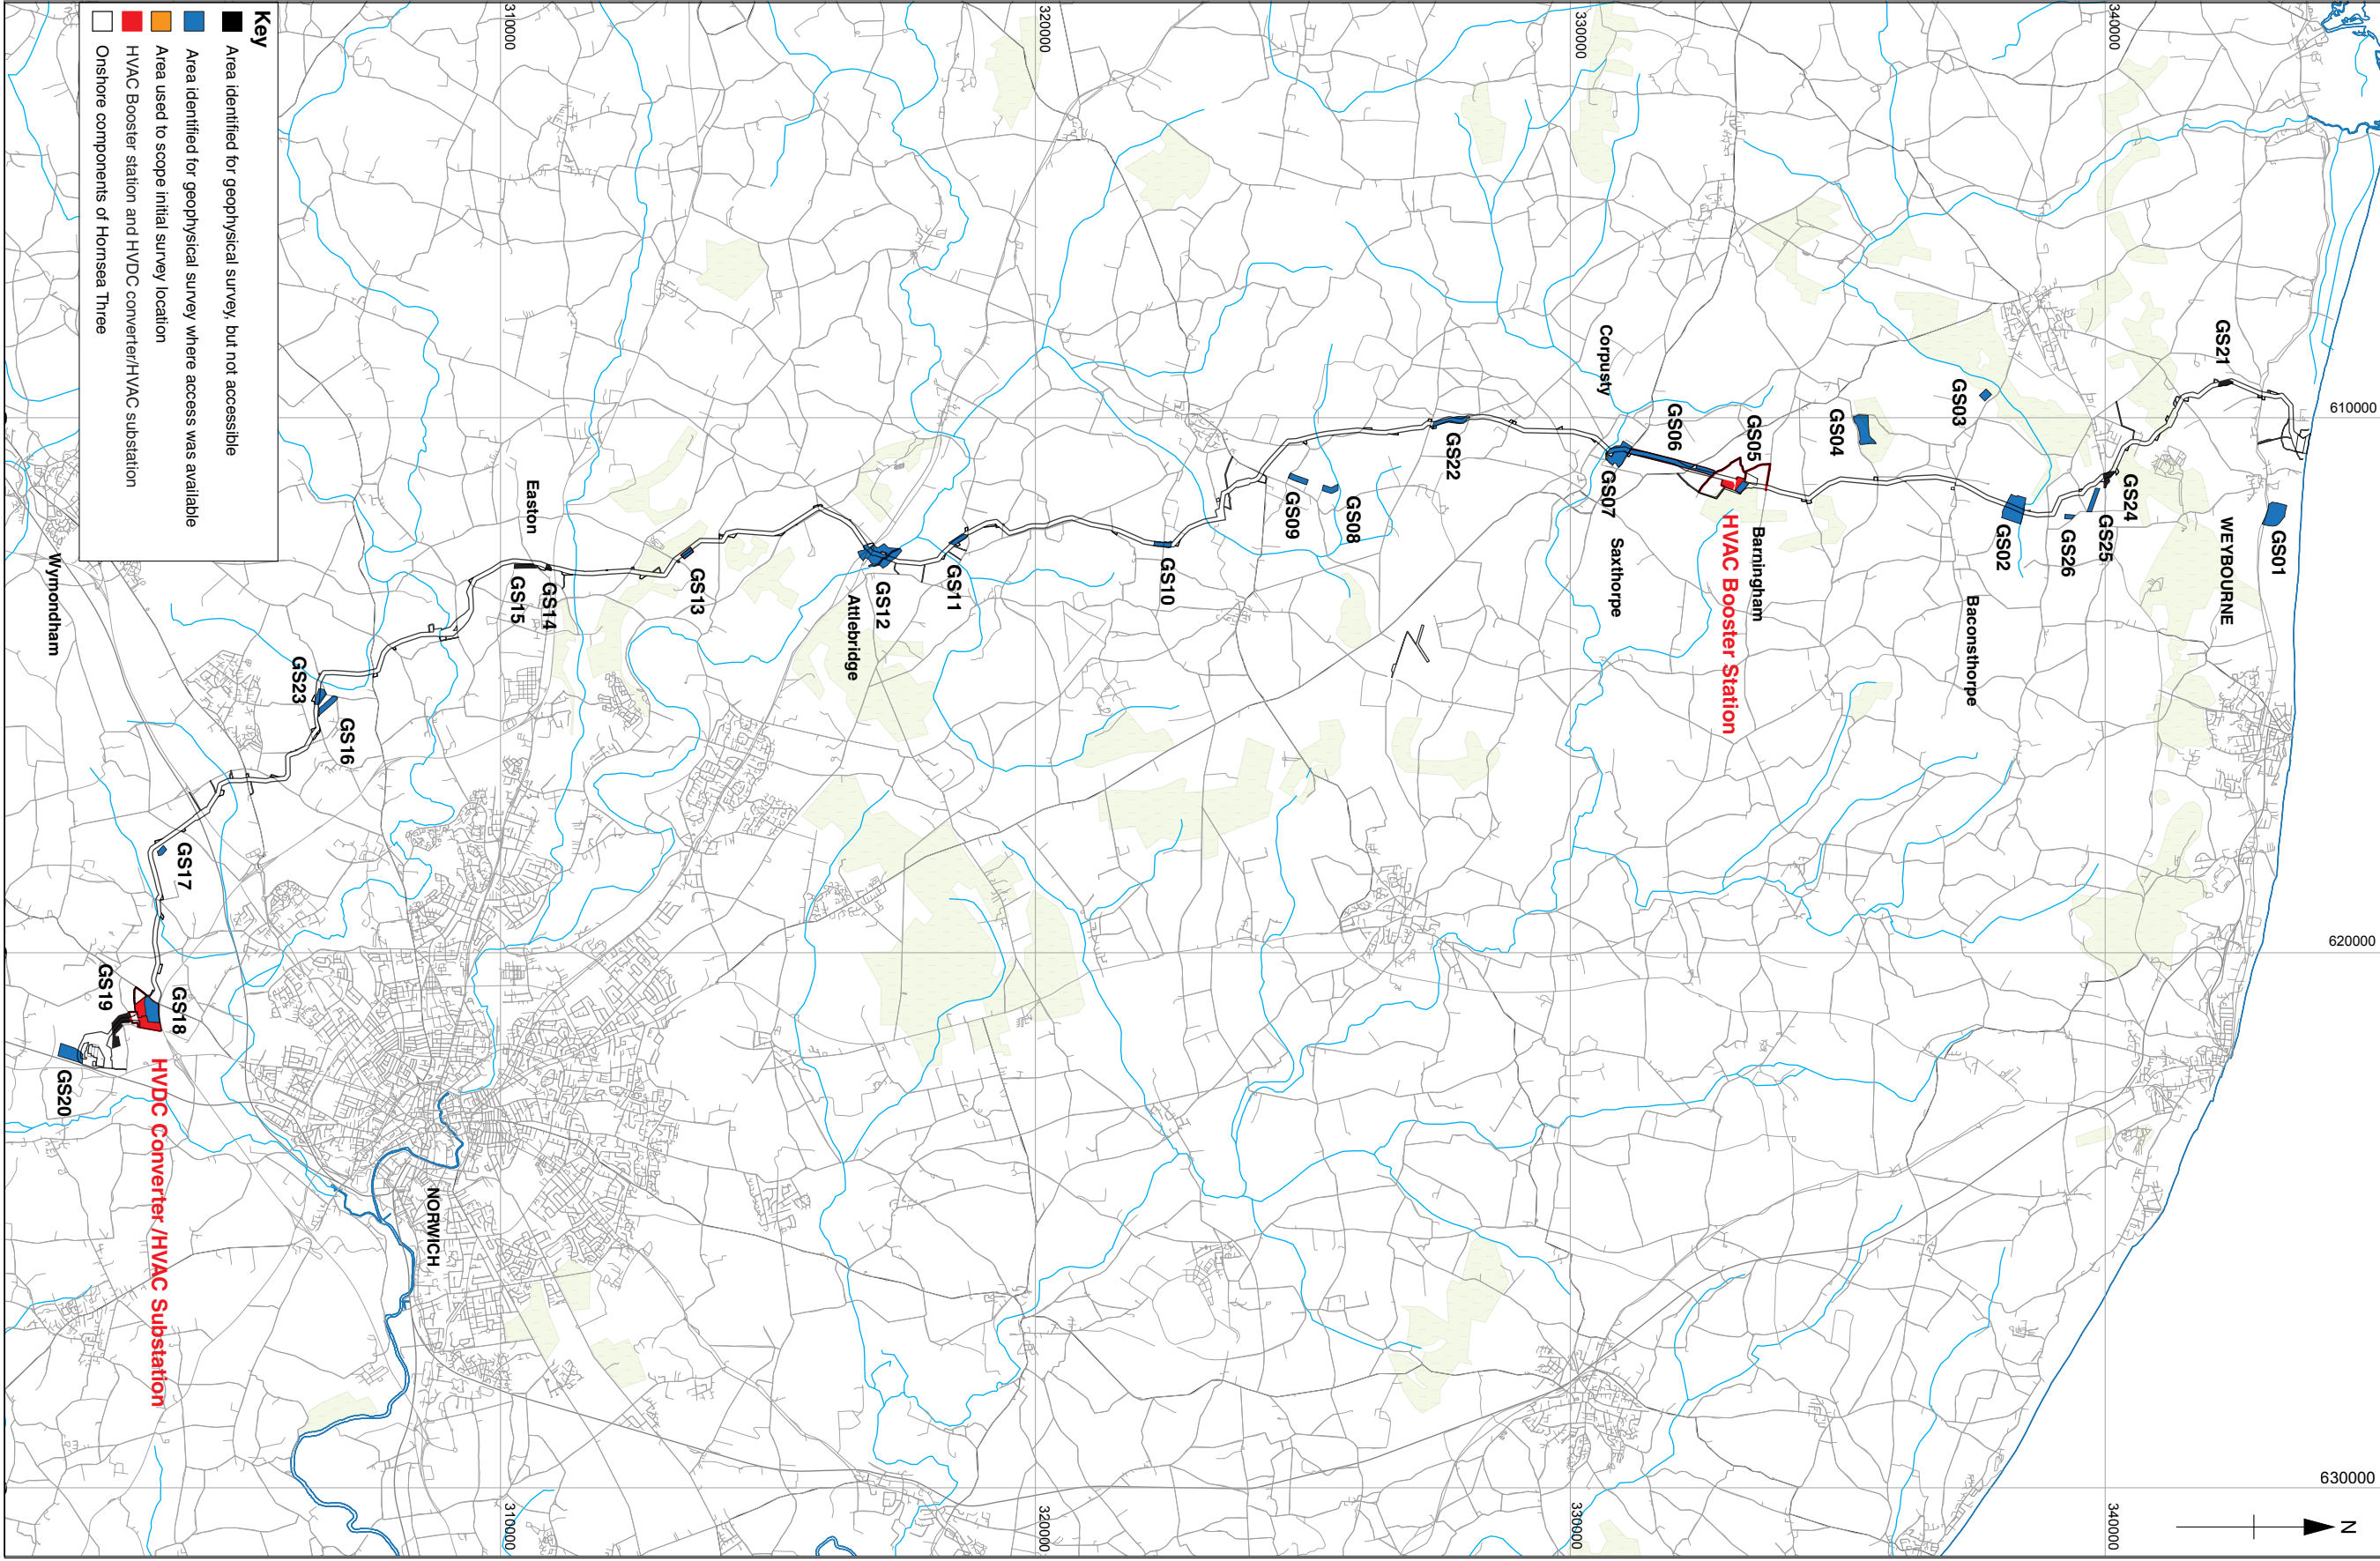 Key
Area identified for geophysical survey, but not accessible
Area identified for geophysical survey where access was available
Area used to scope initial survey location
HVAC Booster station and HVDC converter/HVAC substation
Onshore components of Hornsea Three
N
610000
620000
630000
340000
340000
330000
330000
320000
320000
310000
310000
GS21
GS01
WEYBOURNE
GS24
GS25
GS26
GS03
GS02
Baconsthorpe
GS04
GS05
Barningham
HVAC Booster Station
GS06
Corpusty
GS07
Saxthorpe
GS22
GS08
GS09
GS10
GS11
GS12
Attlebridge
GS13
GS14
GS15
Easton
NORWICH
GS16
GS23
GS17
GS18
HVDC Converter /HVAC Substation
GS19
GS20
Wymondham